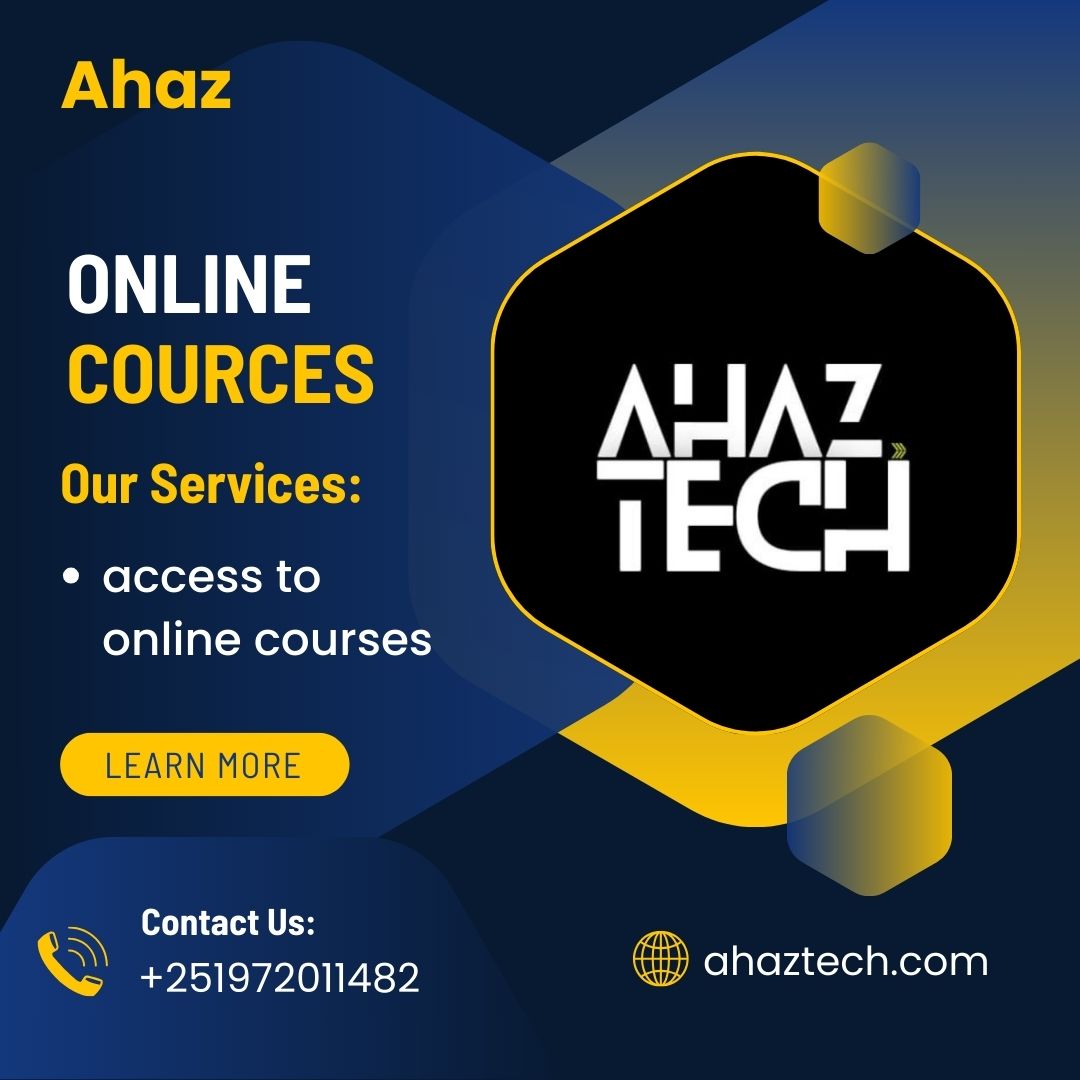 Ahaz
ONLINE
COURCES
Our Services:
• access to
online courses
LEARN MORE
AHAZ
TECH
Contact Us:
+251972011482
ahaztech.com